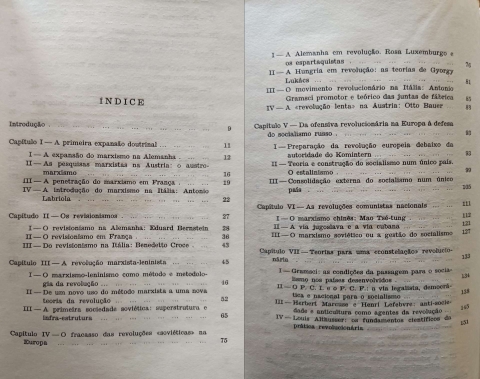 INDICE
Introdução ... 9
Capítulo I — A primeira expansão doutrinal ... 11
I — A expansão do marxismo na Alemanha ... 12
II — As pesquisas marxistas na Áustria: o austro-
marxismo ... 16
III — A penetração do marxismo em França ... 19
IV — A introdução do marxismo na Itália: Antonio
Labriola ... 22
Capítulo II — Os revisionismos ... 27
I — O revisionismo na Alemanha: Eduard Bernstein ... 28
II — O revisionismo em França ... 36
III — Do revisionismo na Itália: Benedetto Croce ... 43
Capítulo III — A revolução marxista-leninista ... 45
I — O marxismo-leninismo como método e metodolo-
gia da revolução ... 46
II — De um novo uso do método marxista a uma nova
teoria da revolução ... 52
III — A primeira sociedade soviética: superstrutura e
infra-estrutura ... 65
Capítulo IV — O fracasso das revoluções «soviéticas» na
Europa ... 75
I — A Alemanha em revolução. Rosa Luxemburgo e
os espartaquistas ... 76
II — A Hungria em revolução: as teorias de Gyorgy
Lukács ... 81
III — O movimento revolucionário na Itália: Antonio
Gramsci promotor e teórico das juntas de fábrica ... 85
IV — A «revolução lenta» na Áustria: Otto Bauer ... 88
Capítulo V — Da ofensiva revolucionária na Europa à defesa
do socialismo russo ... 92
I — Preparação da revolução europeia debaixo da
autoridade do Komintern
II — Teoria e construção do socialismo num único país.
O estalinismo
III — Consolidação externa do socialismo num único
país ... 105
Capítulo VI — As revoluções comunistas nacionais ... 111
I — O marxismo chinês: Mao Tsé-tung ... 112
II — A via jugoslava e a via cubana
III — O marxismo soviético ou a gestão do socialismo ... 127
Capítulo VII — Teorias para uma «constelação» revolucio-
nária ... 133
I — Gramsci: as condições da passagem para o socia-
lismo nos países desenvolvidos
II — O P. C. I. e o P. C. F.: a via legalista, democrá-
tica e nacional para o socialismo
III — Herbert Marcuse e Henri Lefebvre: anti-socie-
dade e anticultura como agentes da revolução ... 145
IV — Louis Althusser: os fundamentos científicos da
prática revolucionária ... 151